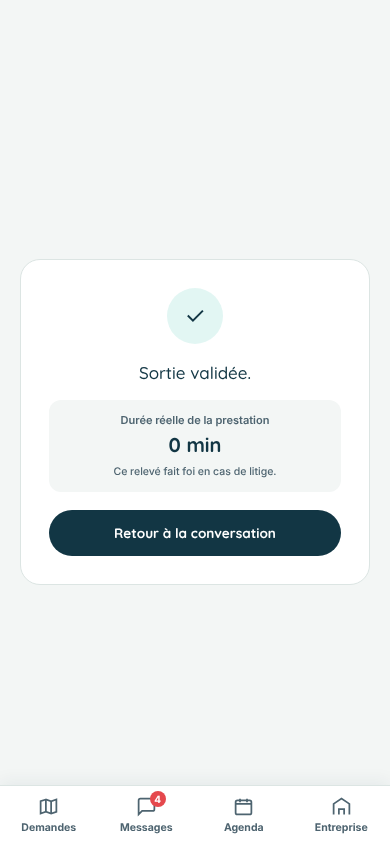 Sortie validée.
Durée réelle de la prestation
0 min
Ce relevé fait foi en cas de litige.
Retour à la conversation
4
Demandes Messages Agenda Entreprise